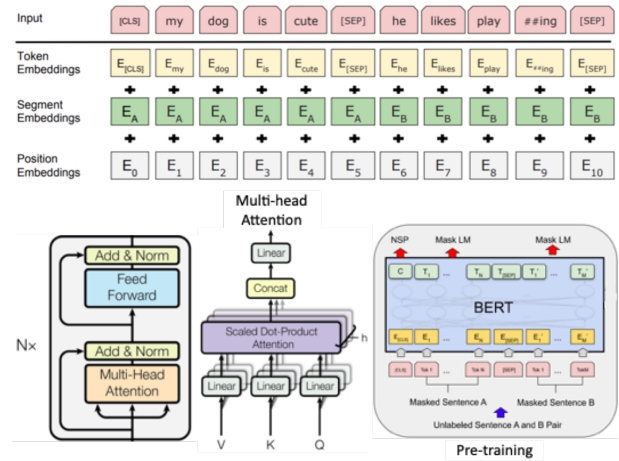 Input [CLS] my dog is cute [SEP] he likes play ##ing [SEP]
Token
Embeddings
E[CLS] Emy Edog Eis Ecute E[SEP] Ehe Elikes Eplay E##ing E[SEP]
Segment
Embeddings
EA EA EA EA EA EA EB EB EB EB EB
Position
Embeddings
E0 E1 E2 E3 E4 E5 E6 E7 E8 E9 E10
Nx
Add & Norm
Feed
Forward
Add & Norm
Multi-Head
Attention
Multi-head
Attention
Linear
Concat
Scaled Dot-Product
Attention
h
Linear Linear Linear
V K Q
NSP Mask LM Mask LM
C T1 ... TN T[SEP] T1' ... TM'
BERT
E[CLS] E1 ... EN E[SEP] E1' ... EM'
[CLS] Tok 1 ... Tok N [SEP] Tok 1 ... TokM
Masked Sentence A Masked Sentence B
Unlabeled Sentence A and B Pair
Pre-training